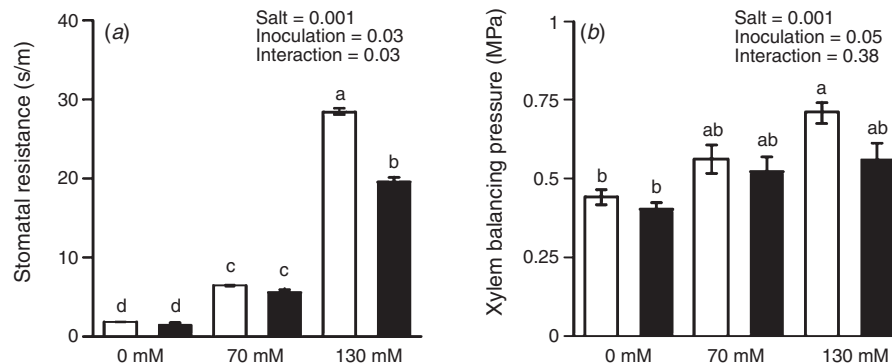 (a)
Salt = 0.001
Inoculation = 0.03
Interaction = 0.03
Stomatal resistance (s/m)
40
30
20
10
0
d
d
c
c
a
b
0 mM
70 mM
130 mM
(b)
Salt = 0.001
Inoculation = 0.05
Interaction = 0.38
Xylem balancing pressure (MPa)
1
0.75
0.5
0.25
0
b
b
ab
ab
a
ab
0 mM
70 mM
130 mM